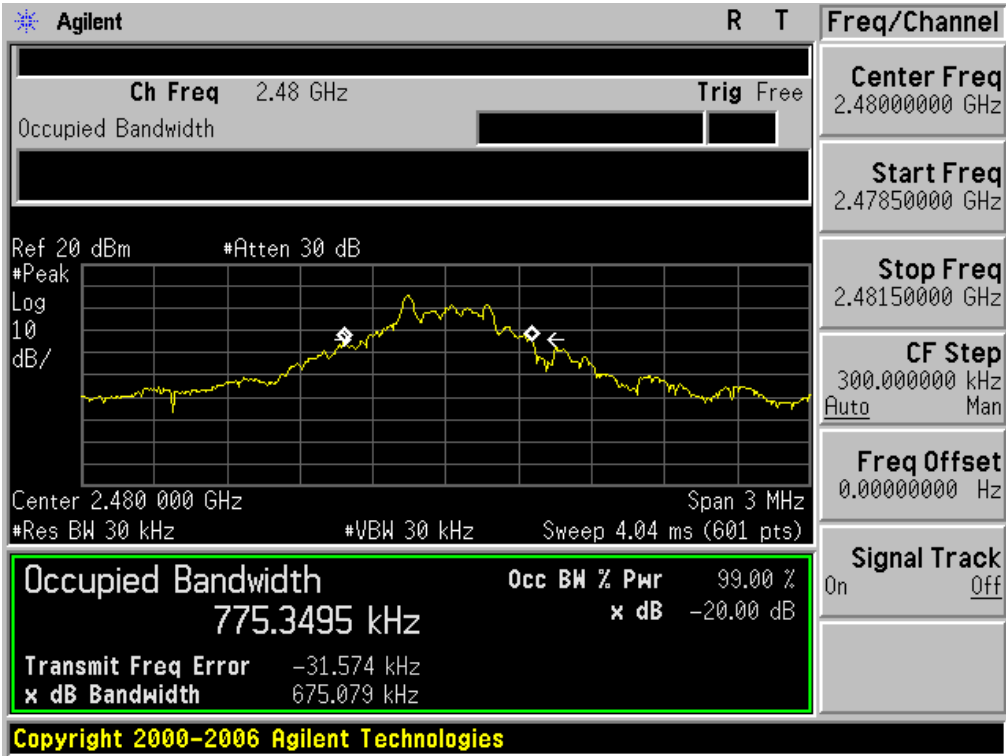 Agilent R T
Freq/Channel
Ch Freq 2.48 GHz Trig Free
Occupied Bandwidth
Ref 20 dBm #Atten 30 dB
#Peak
Log
10
dB/
Center 2.480 000 GHz Span 3 MHz
#Res BW 30 kHz #VBW 30 kHz Sweep 4.04 ms (601 pts)
Occupied Bandwidth
775.3495 kHz
Occ BW % Pwr 99.00 %
x dB -20.00 dB
Transmit Freq Error -31.574 kHz
x dB Bandwidth 675.079 kHz
Center Freq
2.48000000 GHz
Start Freq
2.47850000 GHz
Stop Freq
2.48150000 GHz
CF Step
300.000000 kHz
Auto Man
Freq Offset
0.00000000 Hz
Signal Track
On Off
Copyright 2000-2006 Agilent Technologies